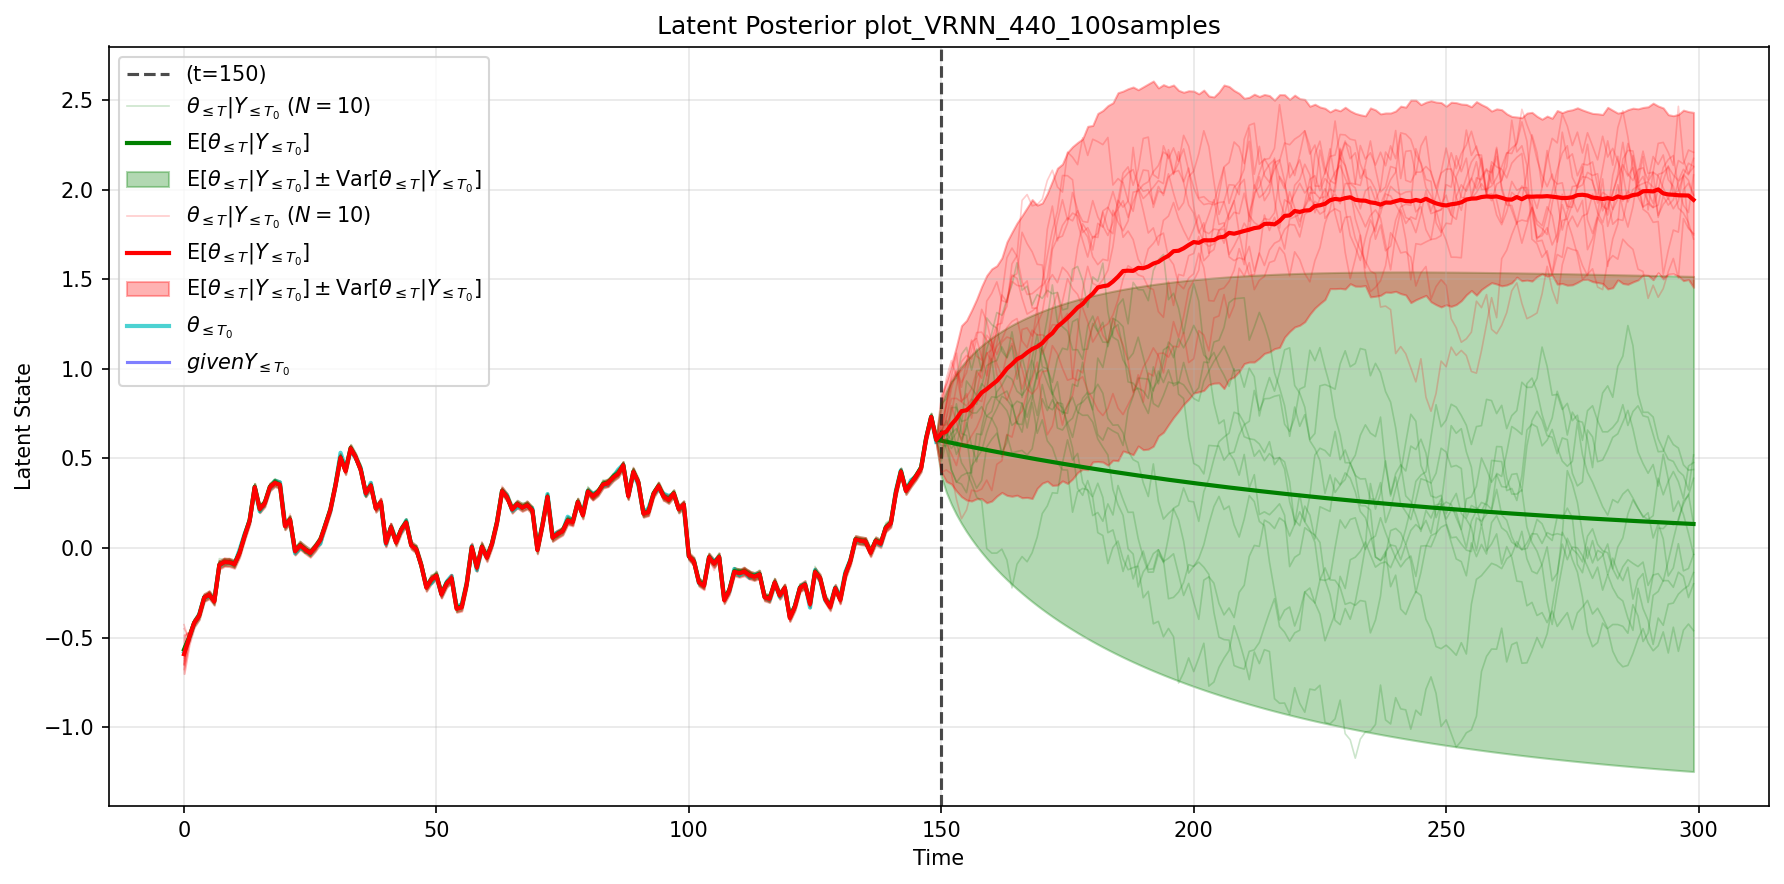 Latent Posterior plot_VRNN_440_100samples
(t=150)
θ≤T|Y≤T₀ (N = 10)
E[θ≤T|Y≤T₀]
E[θ≤T|Y≤T₀] ± Var[θ≤T|Y≤T₀]
θ≤T|Y≤T₀ (N = 10)
E[θ≤T|Y≤T₀]
E[θ≤T|Y≤T₀] ± Var[θ≤T|Y≤T₀]
θ≤T₀
givenY≤T₀
Latent State
2.5
2.0
1.5
1.0
0.5
0.0
−0.5
−1.0
0 50 100 150 200 250 300
Time